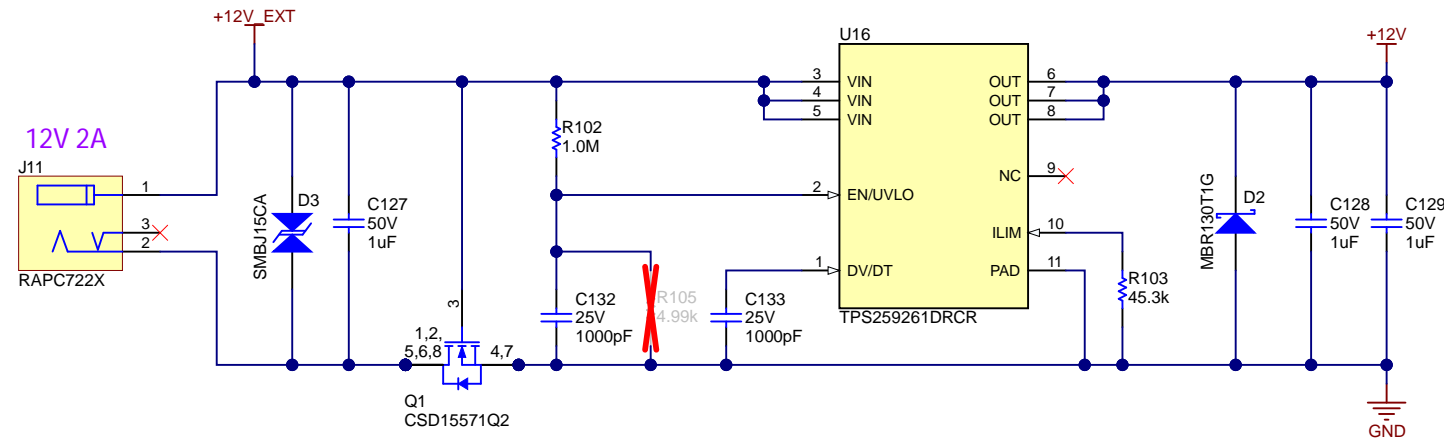 +12V_EXT
12V 2A
J11
1
3
2
RAPC722X
D3
SMBJ15CA
C127
50V
1uF
3
1,2,
5,6,8
4,7
Q1
CSD15571Q2
R102
1.0M
C132
25V
1000pF
R105
4.99k
C133
25V
1000pF
U16
3 VIN
4 VIN
5 VIN
2 EN/UVLO
1 DV/DT
OUT 6
OUT 7
OUT 8
NC 9
ILIM 10
PAD 11
TPS259261DRCR
R103
45.3k
MBR130T1G
D2
C128
50V
1uF
C129
50V
1uF
+12V
GND